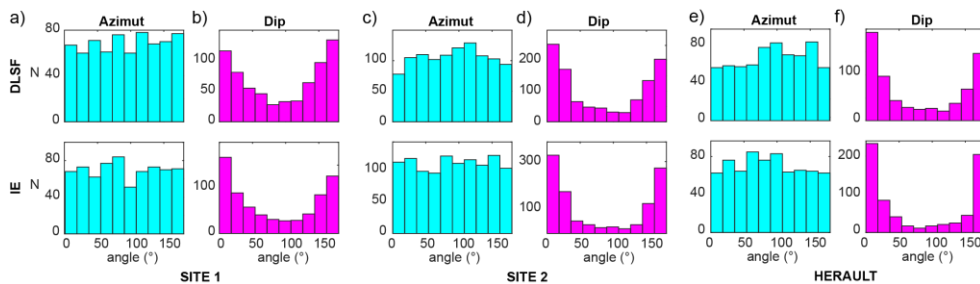 a) Azimut b) Dip c) Azimut d) Dip e) Azimut f) Dip
DLSF
80 N 40 0
100 50 0
100 50 0
200 100 0
80 40 0
100 0
IE
80 N 40 0
100 0
100 50 0
300 200 100 0
80 40 0
200 100 0
0 50 100 150 0 50 100 150 0 50 100 150 0 50 100 150 0 50 100 150 0 50 100 150
angle (°) angle (°) angle (°) angle (°) angle (°) angle (°)
SITE 1 SITE 2 HERAULT